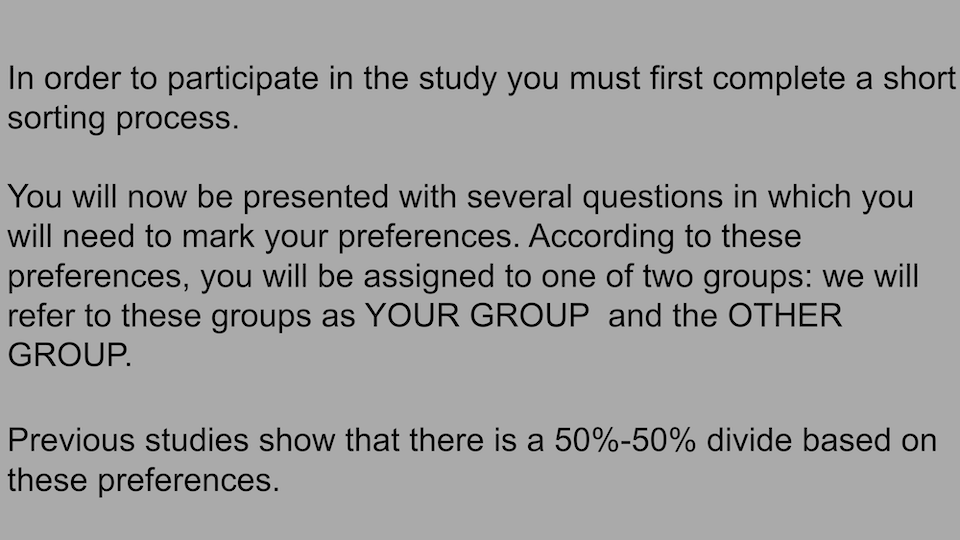 In order to participate in the study you must first complete a short
sorting process.
You will now be presented with several questions in which you
will need to mark your preferences. According to these
preferences, you will be assigned to one of two groups: we will
refer to these groups as YOUR GROUP  and the OTHER
GROUP.
Previous studies show that there is a 50%-50% divide based on
these preferences.